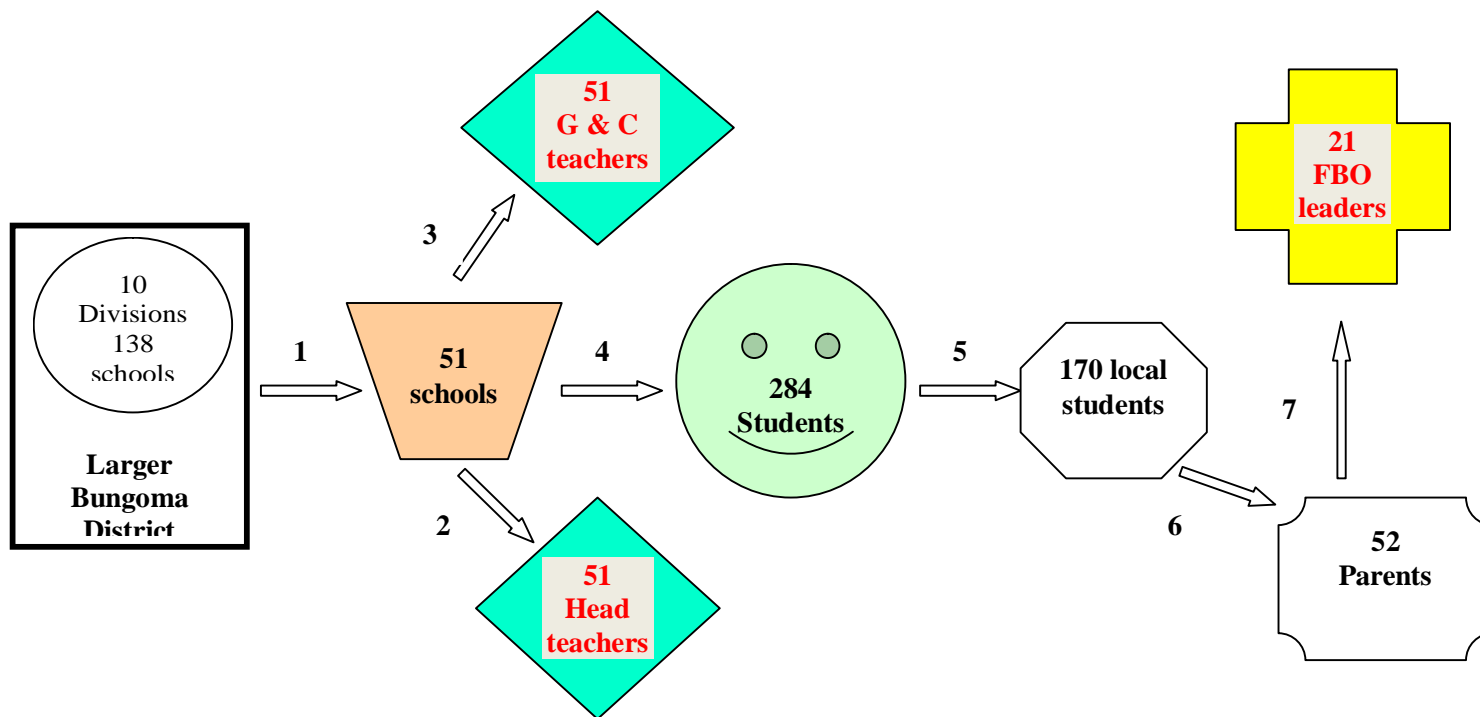 10
Divisions
138
schools
Larger
Bungoma
District
1
51
schools
2
51
Head
teachers
3
51
G & C
teachers
4
284
Students
5
170 local
students
6
52
Parents
7
21
FBO
leaders